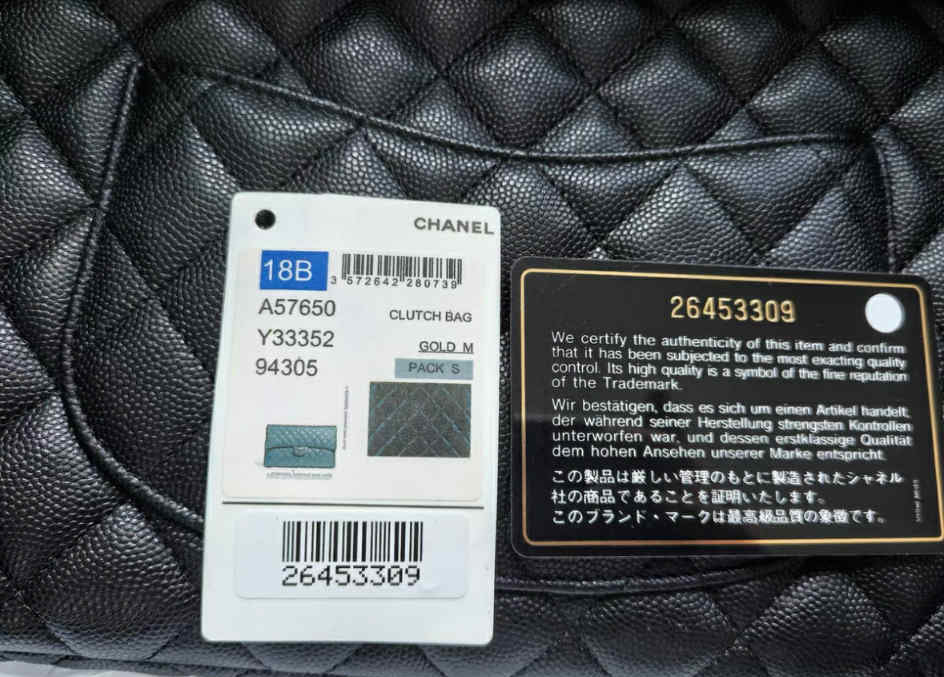 CHANEL
18B
3 572642 280739
A57650
CLUTCH BAG
Y33352
GOLD M
94305
PACK S
26453309
26453309
We certify the authenticity of this item and confirm
that it has been subjected to the most exacting quality
control. Its high quality is a symbol of the fine reputation
of the Trademark.
Wir bestätigen, dass es sich um einen Artikel handelt,
der während seiner Herstellung strengsten Kontrollen
unterworfen war, und dessen erstklassige Qualität
dem hohen Ansehen unserer Marke entspricht.
この製品は厳しい管理のもとに製造されたシャネル
社の商品であることを証明いたします。
このブランド・マークは最高級品質の象徴です。